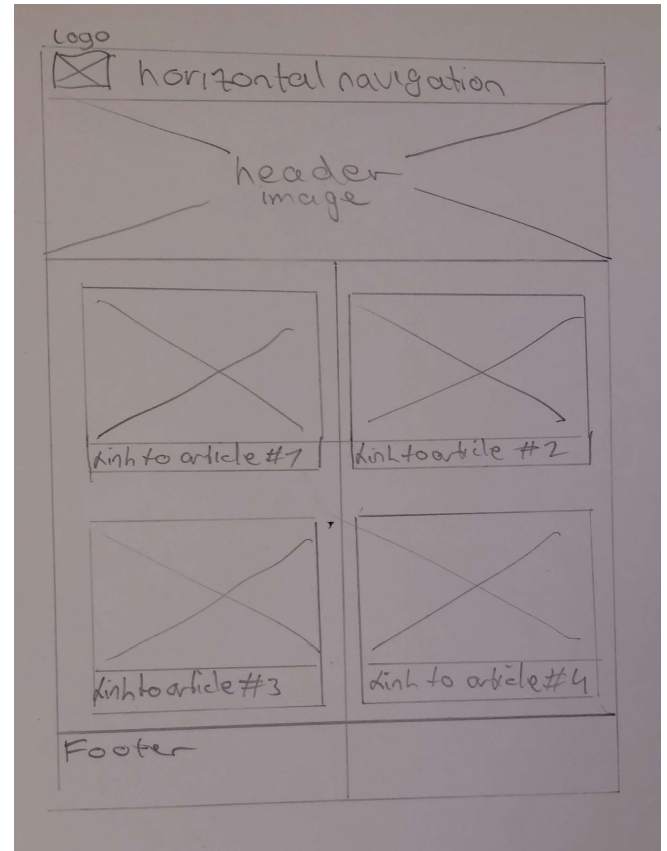 Logo
horizontal navigation
header
image
Link to article #1
Link to article #2
Link to article #3
Link to article #4
Footer